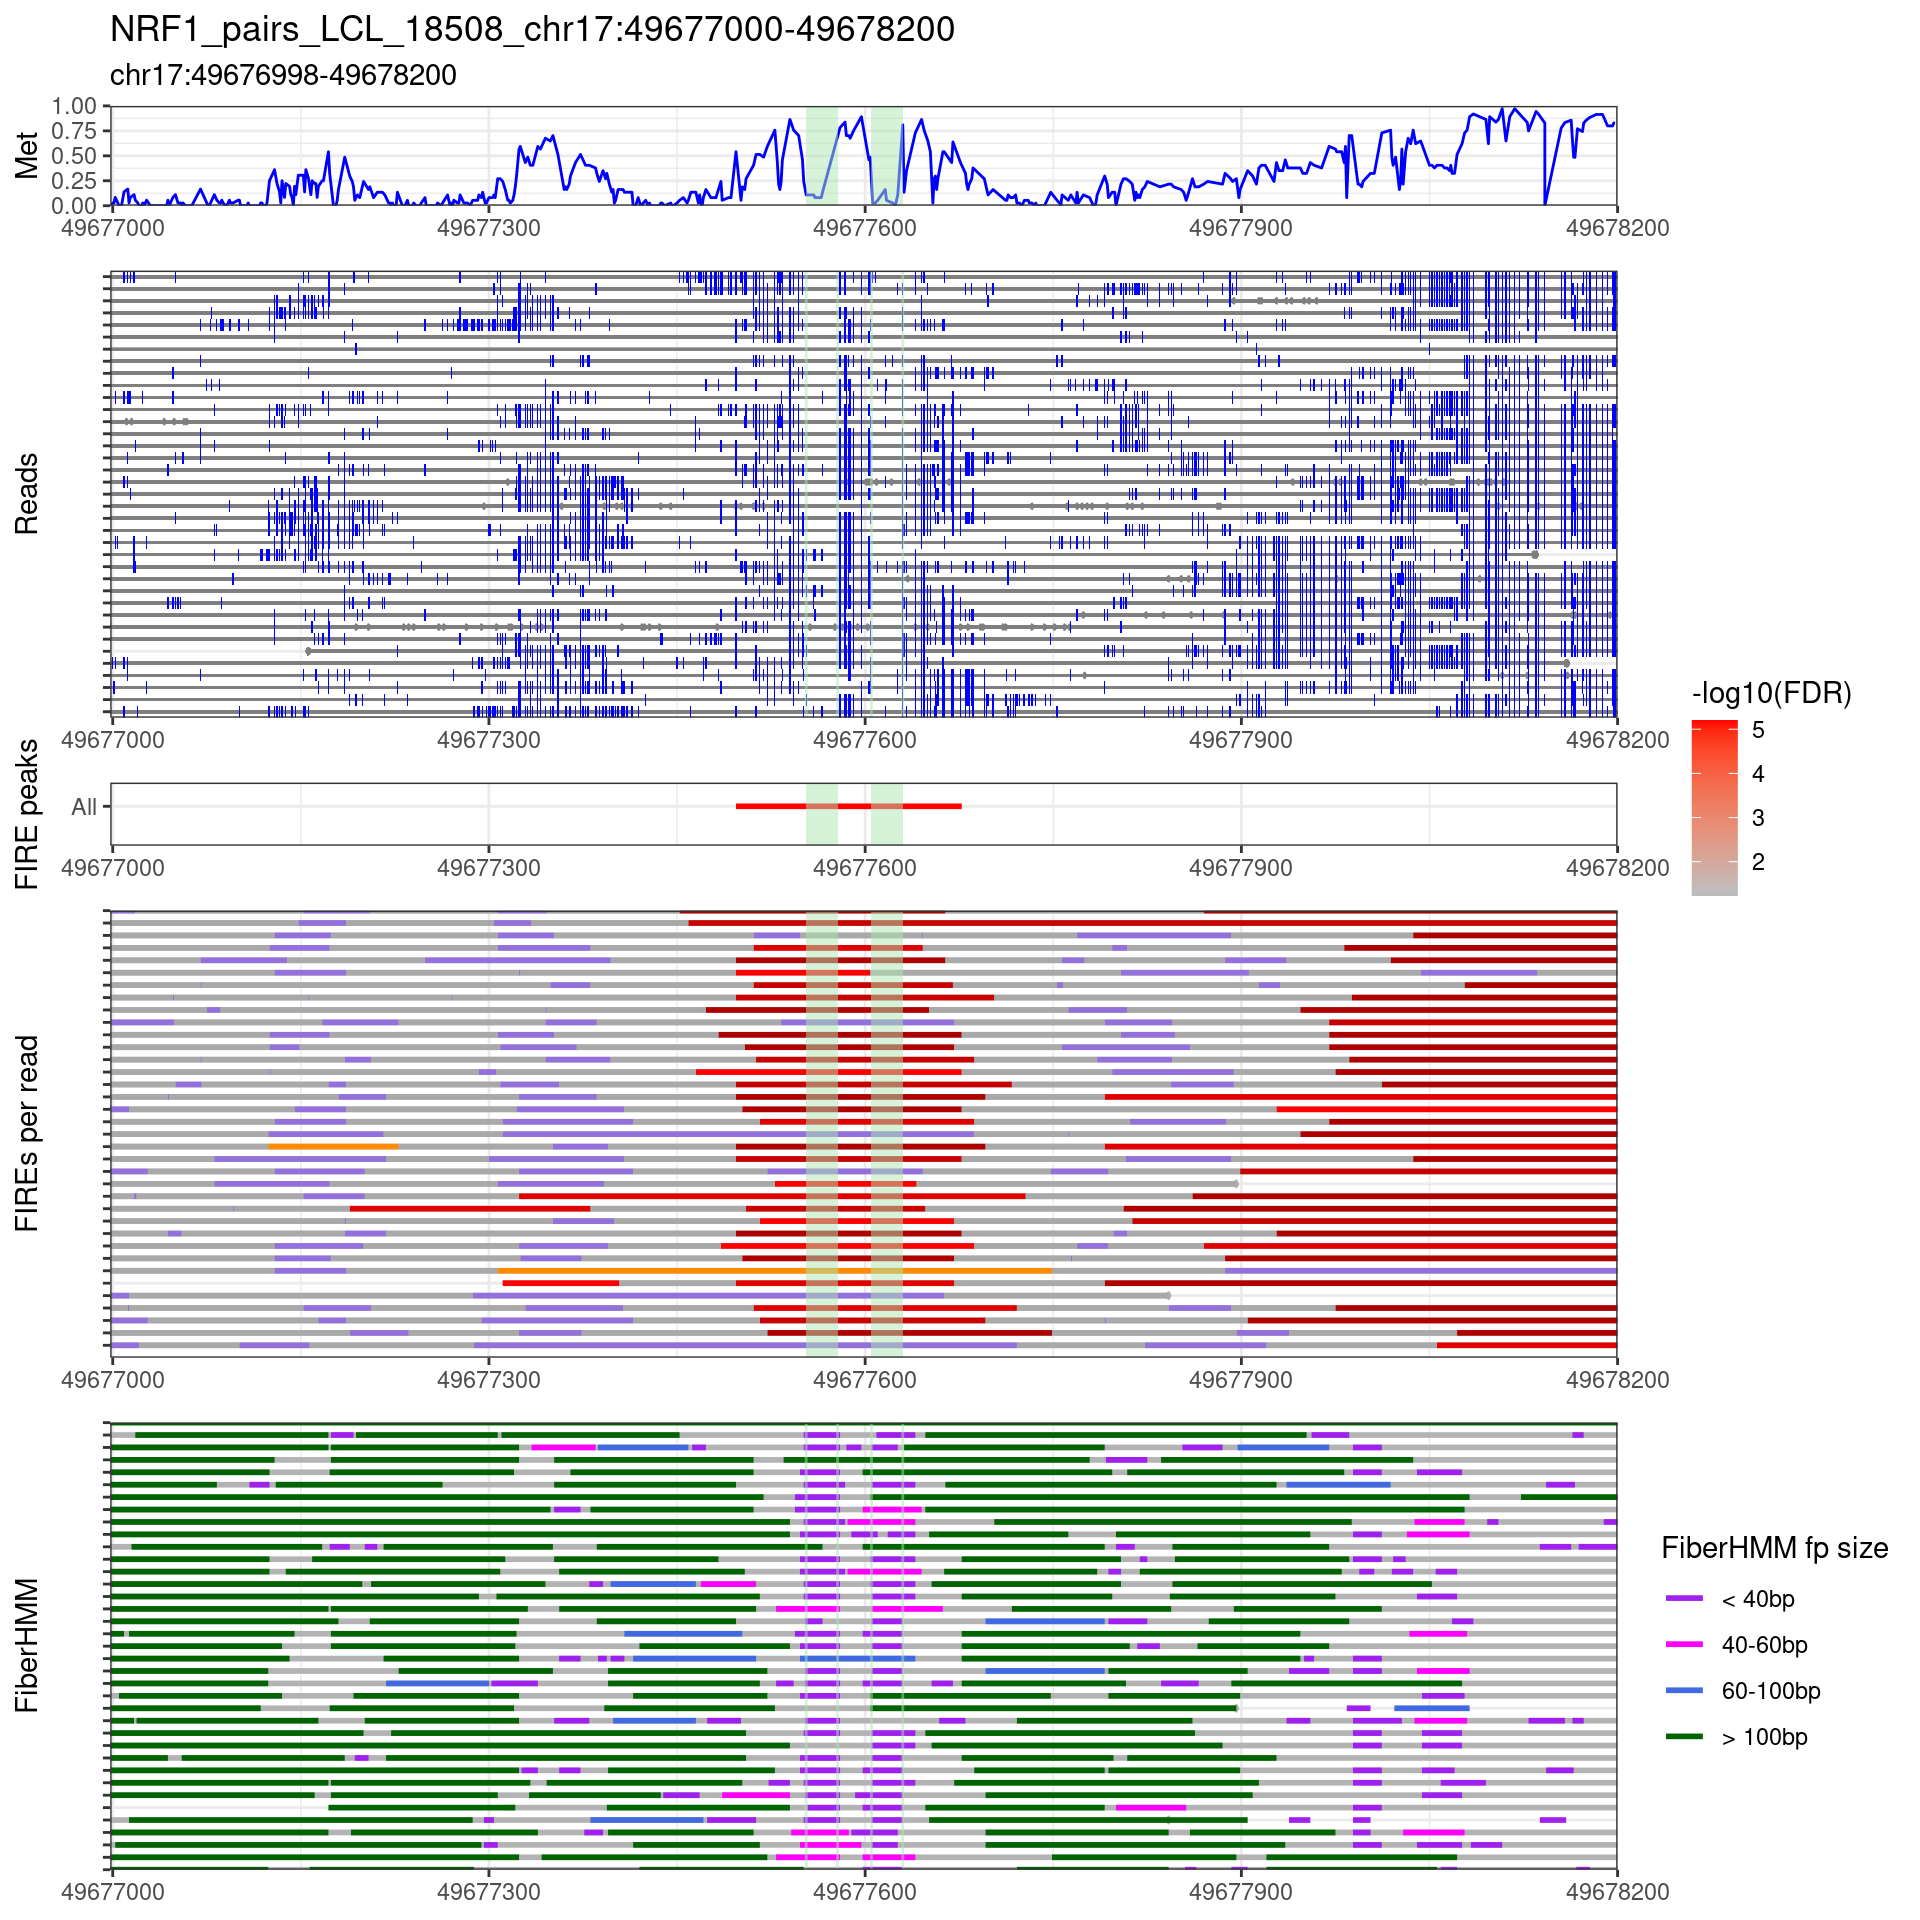 NRF1_pairs_LCL_18508_chr17:49677000-49678200
chr17:49676998-49678200
Met
1.00
0.75
0.50
0.25
0.00
49677000 49677300 49677600 49677900 49678200
Reads
49677000 49677300 49677600 49677900 49678200
FIRE peaks
All
49677000 49677300 49677600 49677900 49678200
-log10(FDR)
5
4
3
2
FIREs per read
49677000 49677300 49677600 49677900 49678200
FiberHMM
49677000 49677300 49677600 49677900 49678200
FiberHMM fp size
< 40bp
40-60bp
60-100bp
> 100bp